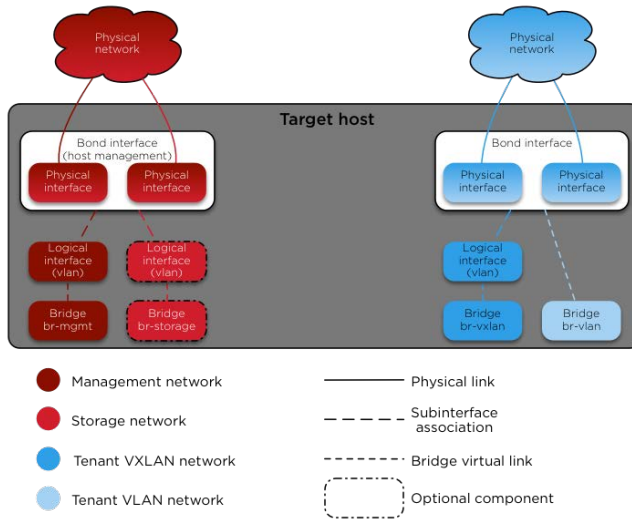 Physical
network
Physical
network
Target host
Bond interface
(host management)
Physical
interface
Physical
interface
Bond interface
Physical
interface
Physical
interface
Logical
interface
(vlan)
Logical
interface
(vlan)
Logical
interface
(vlan)
Bridge
br-mgmt
Bridge
br-storage
Bridge
br-vxlan
Bridge
br-vlan
Management network
Storage network
Tenant VXLAN network
Tenant VLAN network
Physical link
Subinterface
association
Bridge virtual link
Optional component